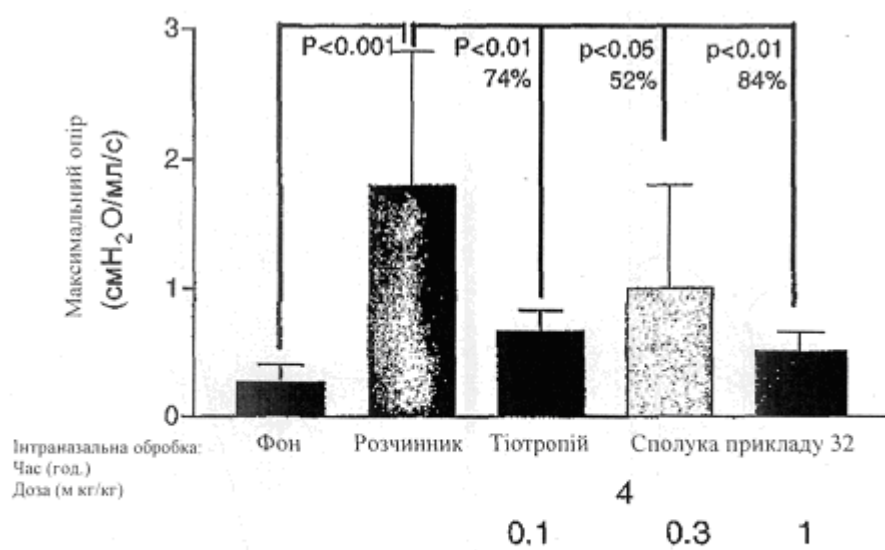 3
P<0.001
P<0.01
74%
p<0.05
52%
p<0.01
84%
2
1
0
Максимальний опір
(смH₂O/мл/с)
Інтраназальна обробка: Фон Розчинник Тіотропій Сполука прикладу 32
Час (год.) 4
Доза (м кг/кг) 0.1 0.3 1